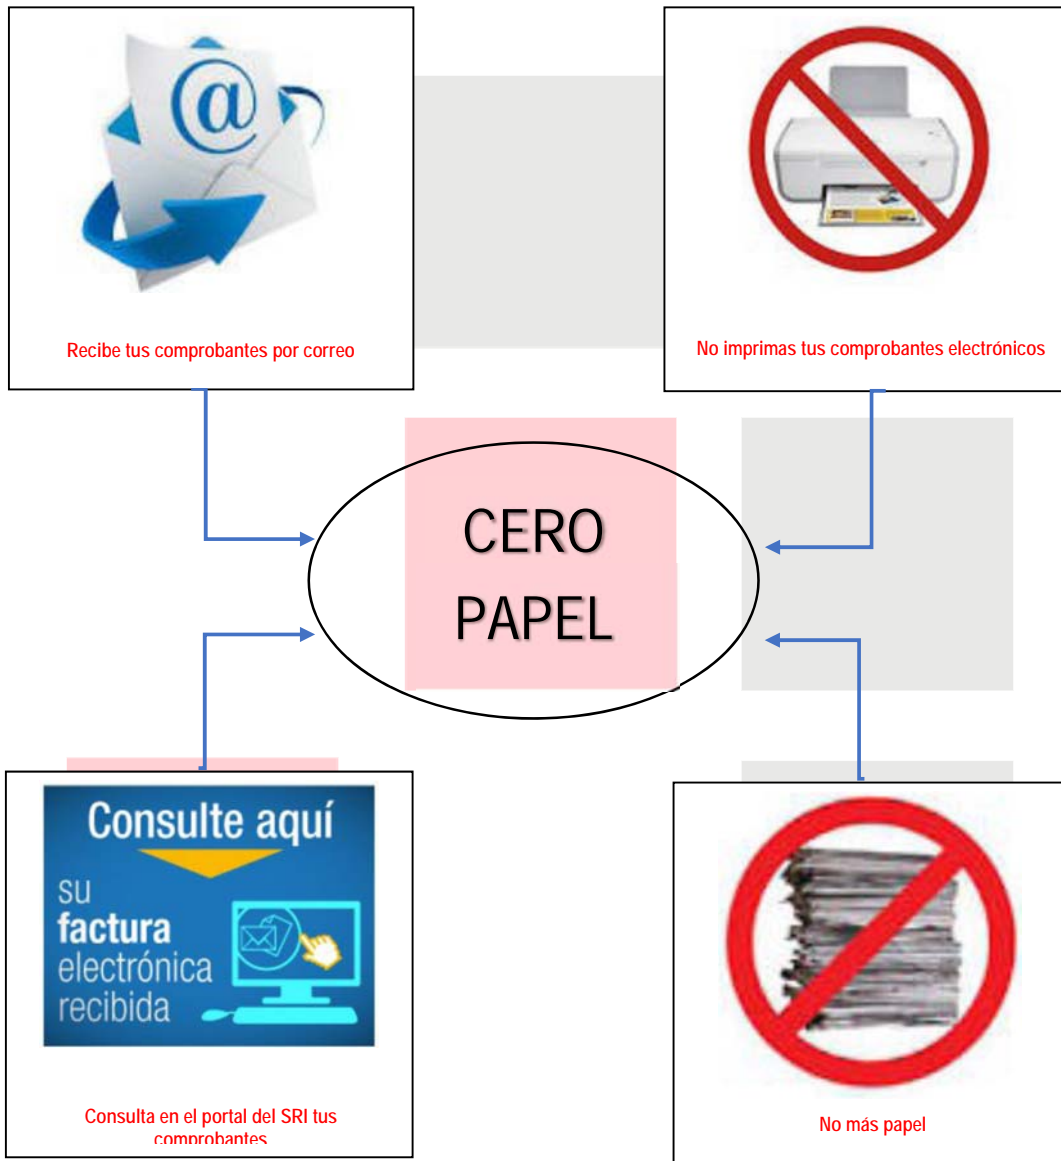 @
Recibe tus comprobantes por correo
No imprimas tus comprobantes electrónicos
CERO
PAPEL
Consulte aquí
su
factura
electrónica
recibida
Consulta en el portal del SRI tus
comprobantes
No más papel